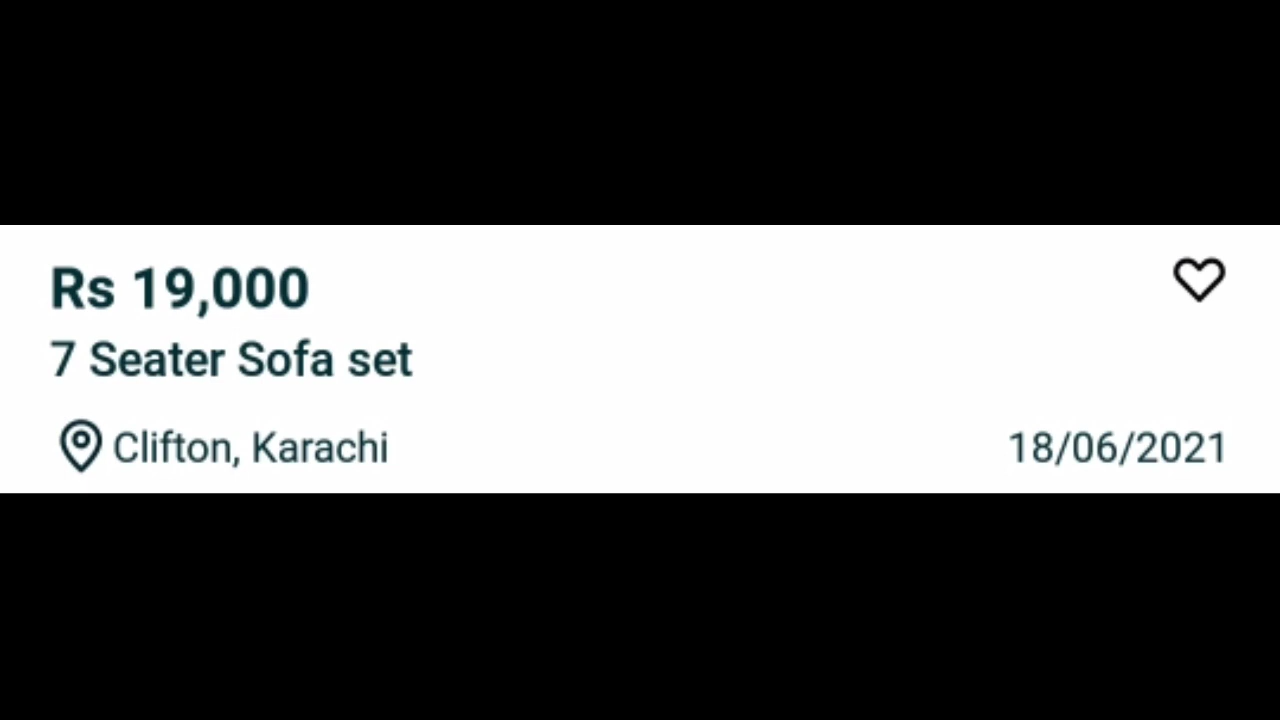 Rs 19,000
7 Seater Sofa set
Clifton, Karachi 18/06/2021